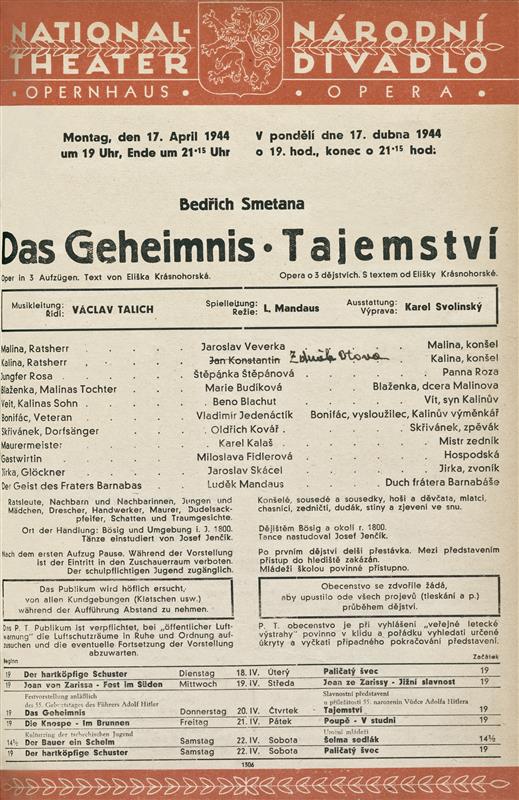 NATIONAL- NÁRODNÍ
THEATER DIVADLO
• OPERNHAUS • • OPERA •
Montag, den 17. April 1944 V pondělí dne 17. dubna 1944
um 19 Uhr, Ende um 21·15 Uhr o 19. hod., konec o 21·15 hod.
Bedřich Smetana
Das Geheimnis • Tajemství
Oper in 3 Aufzügen. Text von Eliška Krásnohorská. Opera o 3 dějstvích. S textem od Elišky Krásnohorské.
Musikleitung: Spielleitung: Ausstattung:
Řídí: VÁCLAV TALICH Režie: L. Mandaus Výprava: Karel Svolinský
Malina, Ratsherr . . . . . Jaroslav Veverka . . . . . Malina, konšel
Kalina, Ratsherr . . . . . Jan Konstantin Zdeněk Otava Kalina, konšel
Jungfer Rosa . . . . . Štěpánka Štěpánová . . . . . Panna Roza
Blaženka, Malinas Tochter . . . Marie Budíková . . . Blaženka, dcera Malinova
Veit, Kalinas Sohn . . . . Beno Blachut . . . . . Vít, syn Kalinův
Bonifác, Veteran . . . . Vladimír Jedenáctík . Bonifác, vysloužilec, Kalinův výměnkář
Skřivánek, Dorfsänger . . . . Oldřich Kovář . . . . . Skřivánek, zpěvák
Maurermeister . . . . . Karel Kalaš . . . . . Mistr zedník
Gastwirtin . . . . . Miloslava Fidlerová . . . . . Hospodská
Jirka, Glöckner . . . . . Jaroslav Skácel . . . . . Jirka, zvoník
Der Geist des Fraters Barnabas . . Luděk Mandaus . . . Duch frátera Barnabáše
Ratsleute, Nachbarn und Nachbarinnen, Jungen und
Mädchen, Drescher, Handwerker, Maurer, Dudelsack-
pfeifer, Schatten und Traumgesichte.
Ort der Handlung: Bösig und Umgebung i. J. 1800.
Tänze einstudiert von Josef Jenčík.
Nach dem ersten Aufzug Pause. Während der Vorstellung
ist der Eintritt in den Zuschauerraum verboten.
Der schulpflichtigen Jugend zugänglich.
Konšelé, sousedé a sousedky, hoši a děvčata, mlatci,
chasníci, zedničtí, dudák, stíny a zjevení ve snu.
Dějištěm Bösig a okolí r. 1800.
Tance nastudoval Josef Jenčík.
Po prvním dějství delší přestávka. Mezi představením
přístup do hlediště zakázán.
Mládeži školou povinné přístupno.
Das Publikum wird höflich ersucht,
von allen Kundgebungen (Klatschen usw.)
während der Aufführung Abstand zu nehmen.
Obecenstvo se zdvořile žádá,
aby upustilo ode všech projevů (tleskání a p.)
průběhem dějství.
Das P. T. Publikum ist verpflichtet, bei „öffentlicher Luft-
warnung" die Luftschutzräume in Ruhe und Ordnung auf-
zusuchen und die eventuelle Fortsetzung der Vorstellung
abzuwarten.
P. T. obecenstvo je při vyhlášení „veřejné letecké
výstrahy" povinno v klidu a pořádku vyhledati určené
úkryty a vyčkati případného pokračování představení.
Beginn Začátek
19 Der hartköpfige Schuster Dienstag 18. IV. Úterý Paličatý švec 19
19 Joan von Zarissa - Fest im Süden Mittwoch 19. IV. Středa Joan ze Zarissy - Jižní slavnost 19
Festvorstellung anläßlich Slavnostní představení
des 55. Geburtstages des Führers Adolf Hitler u příležitosti 55. narozenin Vůdce Adolfa Hitlera
19 Das Geheimnis Donnerstag 20. IV. Čtvrtek Tajemství 19
19 Die Knospe - Im Brunnen Freitag 21. IV. Pátek Poupě - V studni 19
Kulturring der tschechischen Jugend Umění mládeži
14½ Der Bauer ein Schelm Samstag 22. IV. Sobota Šelma sedlák 14½
19 Der hartköpfige Schuster Samstag 22. IV. Sobota Paličatý švec 19
1506